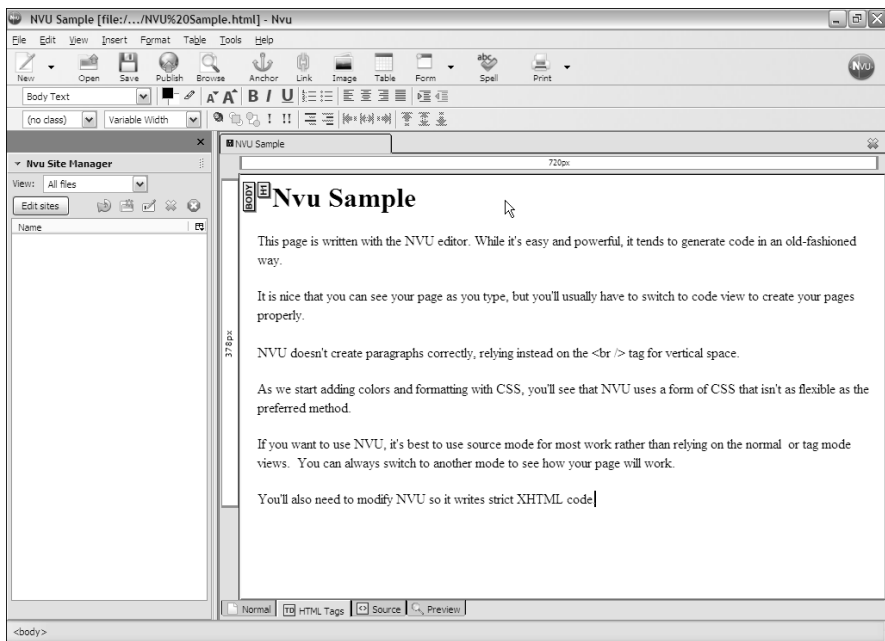 NVU Sample [file:/.../NVU%20Sample.html] - Nvu
File Edit View Insert Format Table Tools Help
New Open Save Publish Browse Anchor Link Image Table Form Spell Print
NVU
Body Text
B I U
(no class) Variable Width
NVU Sample
Nvu Site Manager
720px
View: All files
Edit sites
Name
BODY H1 Nvu Sample
This page is written with the NVU editor. While it's easy and powerful, it tends to generate code in an old-fashioned
way.
It is nice that you can see your page as you type, but you'll usually have to switch to code view to create your pages
properly.
378px
NVU doesn't create paragraphs correctly, relying instead on the <br /> tag for vertical space.
As we start adding colors and formatting with CSS, you'll see that NVU uses a form of CSS that isn't as flexible as the
preferred method.
If you want to use NVU, it's best to use source mode for most work rather than relying on the normal  or tag mode
views.  You can always switch to another mode to see how your page will work.
You'll also need to modify NVU so it writes strict XHTML code
Normal TD HTML Tags Source Preview
<body>